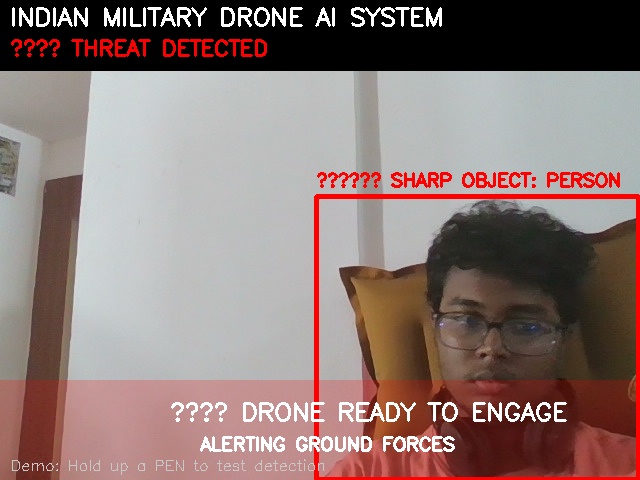 INDIAN MILITARY DRONE AI SYSTEM
???? THREAT DETECTED
?????? SHARP OBJECT: PERSON
???? DRONE READY TO ENGAGE
ALERTING GROUND FORCES
Demo: Hold up a PEN to test detection